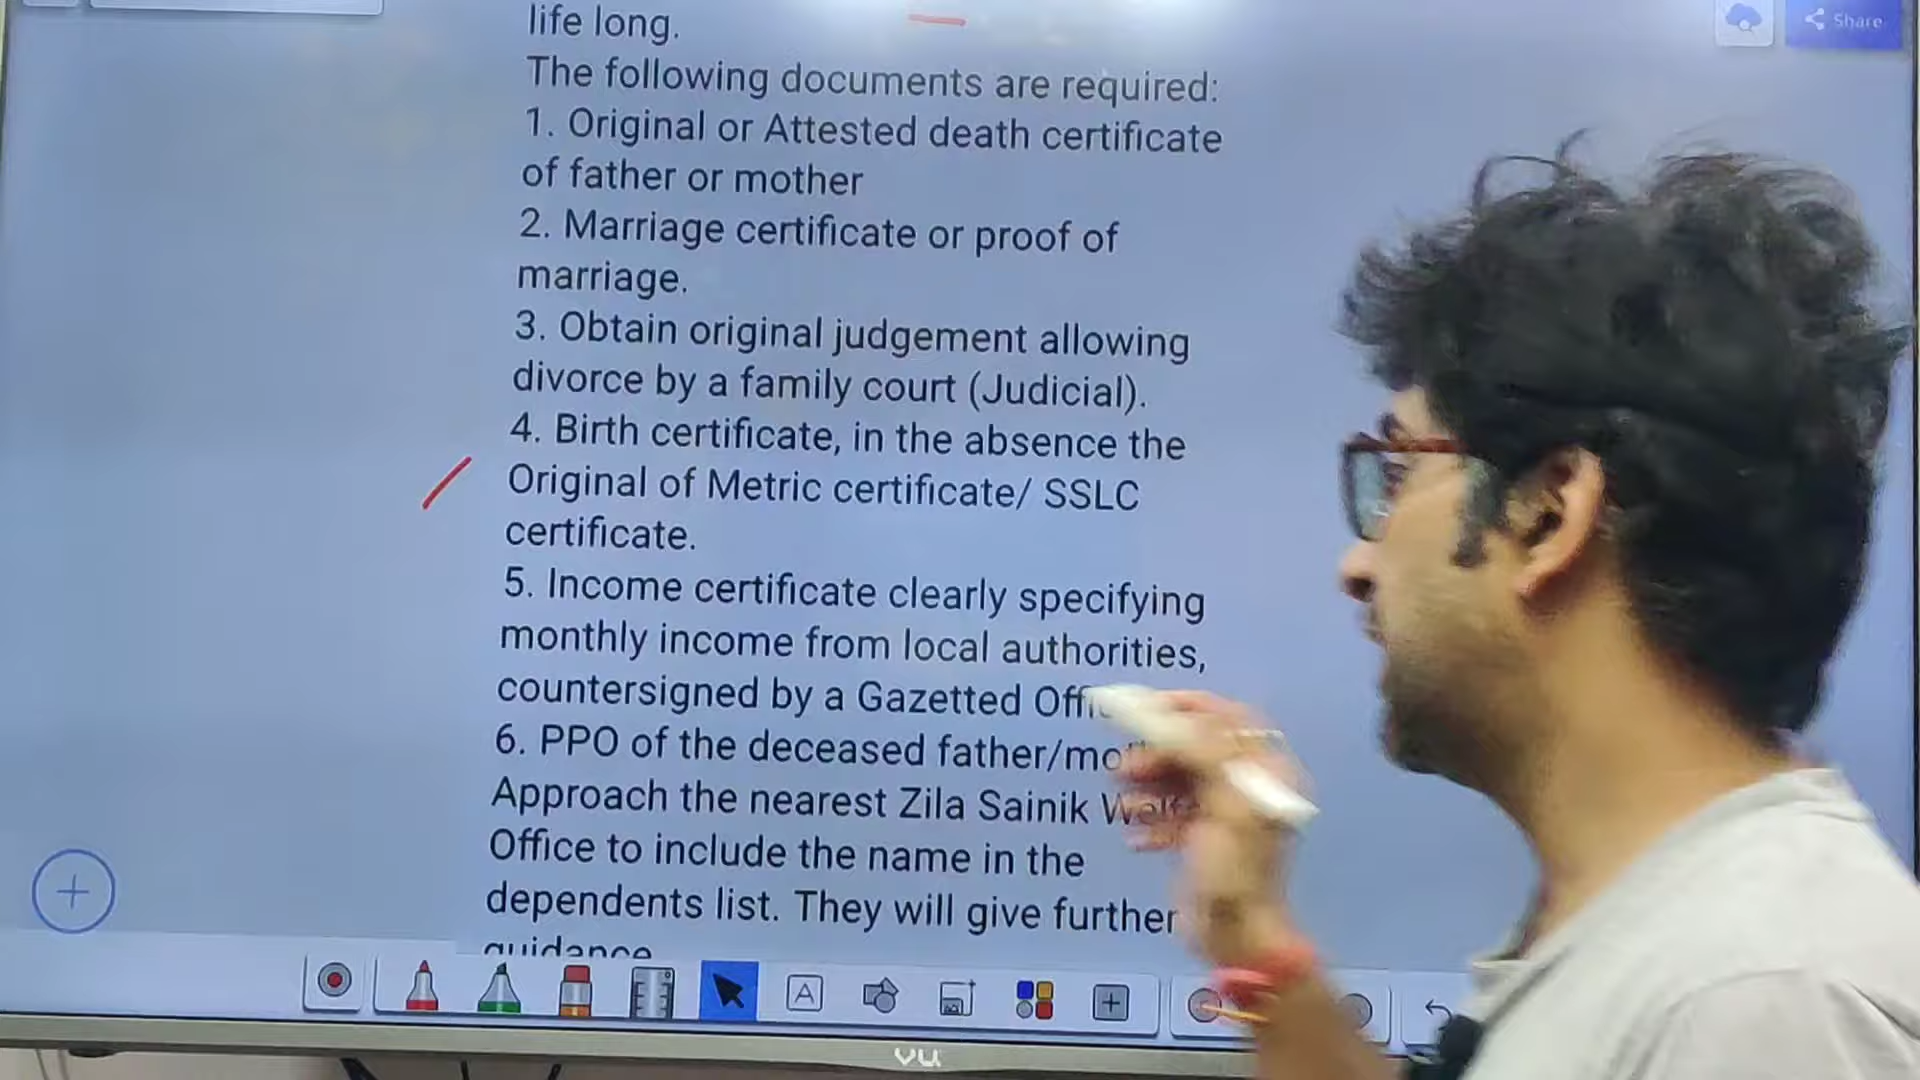 life long.
The following documents are required:
1. Original or Attested death certificate
of father or mother
2. Marriage certificate or proof of
marriage.
3. Obtain original judgement allowing
divorce by a family court (Judicial).
4. Birth certificate, in the absence the
Original of Metric certificate/ SSLC
certificate.
5. Income certificate clearly specifying
monthly income from local authorities,
countersigned by a Gazetted
6. PPO of the deceased
Approach the nearest Zila Sainik
Office to include the name in the
dependents list. They will give further
guidance
Share
A
vu